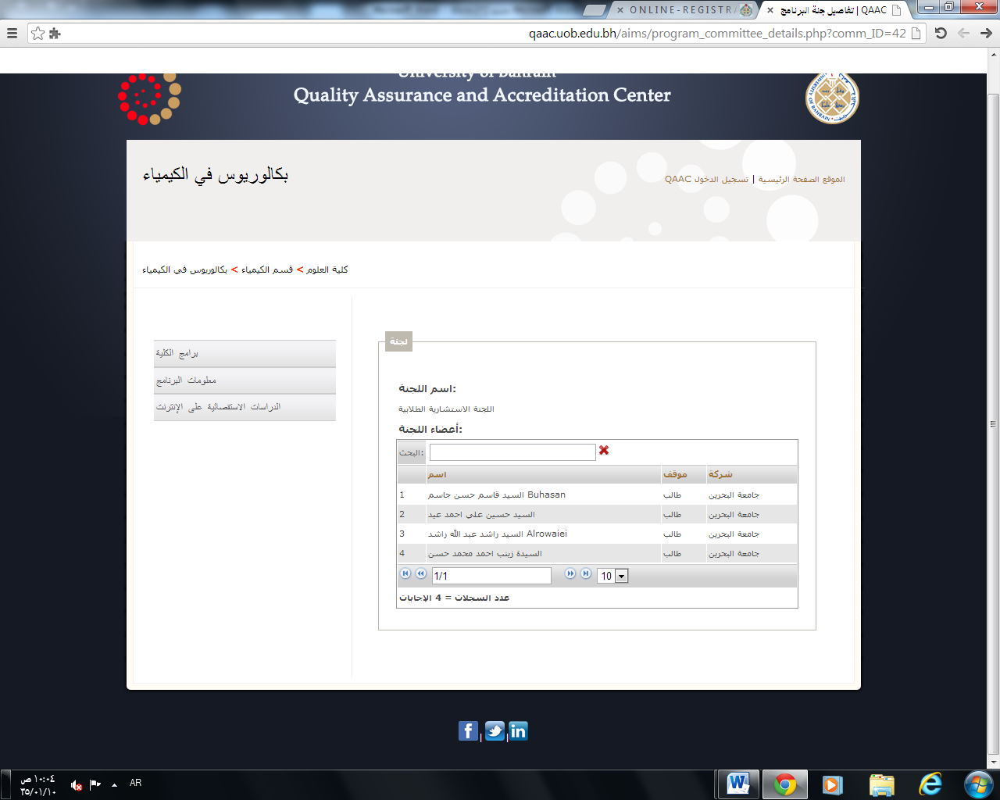 ONLINE-REGISTRA
تفاصيل جنة البرنامج | QAAC
qaac.uob.edu.bh/aims/program_committee_details.php?comm_ID=42
University of Bahrain
Quality Assurance and Accreditation Center
بكالوريوس في الكيمياء
الموقع الصفحة الرئيسية | تسجيل الدخول QAAC
كلية العلوم > قسم الكيمياء > بكالوريوس في الكيمياء
برامج الكلية
معلومات البرنامج
الدراسات الاستقصائية على الإنترنت
لجنة
اسم اللجنة:
اللجنة الاستشارية الطلابية
أعضاء اللجنة:
البحث:
اسم موقف شركة
1 السيد قاسم حسن جاسم Buhasan طالب جامعة البحرين
2 السيد حسين علي احمد عيد طالب جامعة البحرين
3 السيد راشد عبد الله راشد Alrowaiei طالب جامعة البحرين
4 السيدة زينب احمد محمد حسن طالب جامعة البحرين
1/1 10
عدد السجلات = 4 الإجابات
AR
١٠:٠٤ ص
٣٥/٠١/١٠